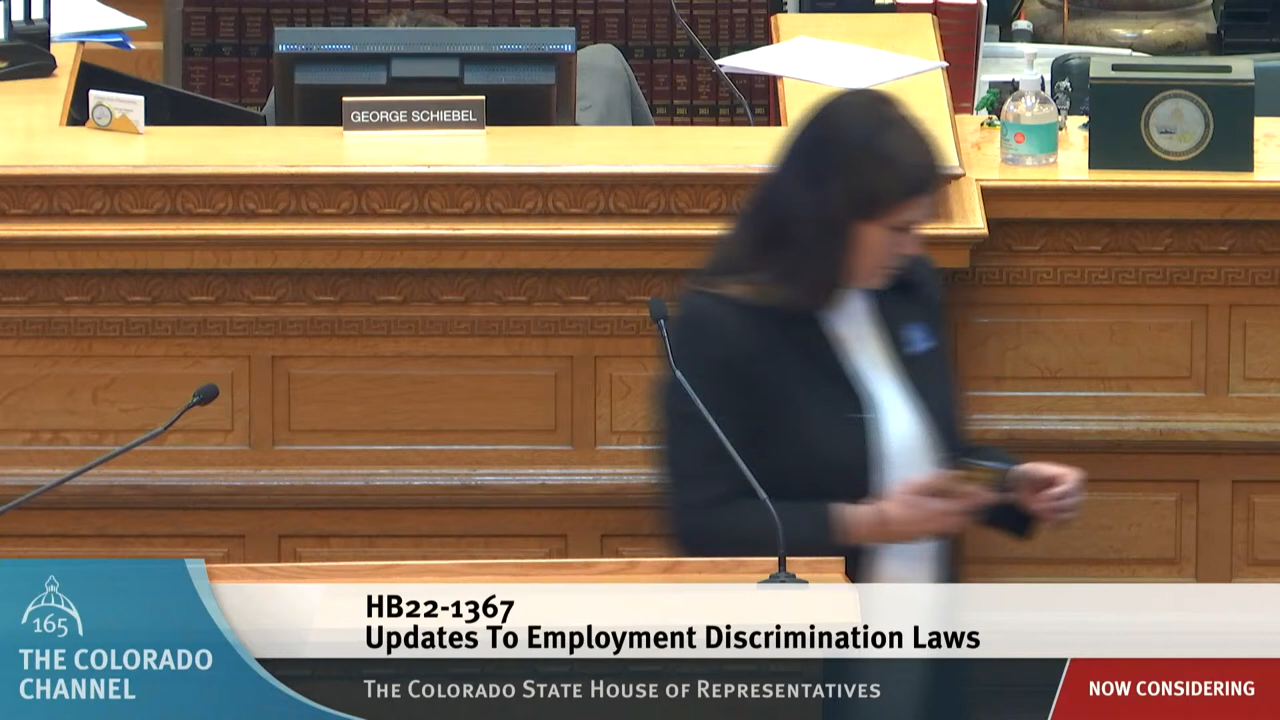 GEORGE SCHIEBEL
HB22-1367
Updates To Employment Discrimination Laws
165
THE COLORADO
CHANNEL
THE COLORADO STATE HOUSE OF REPRESENTATIVES
NOW CONSIDERING